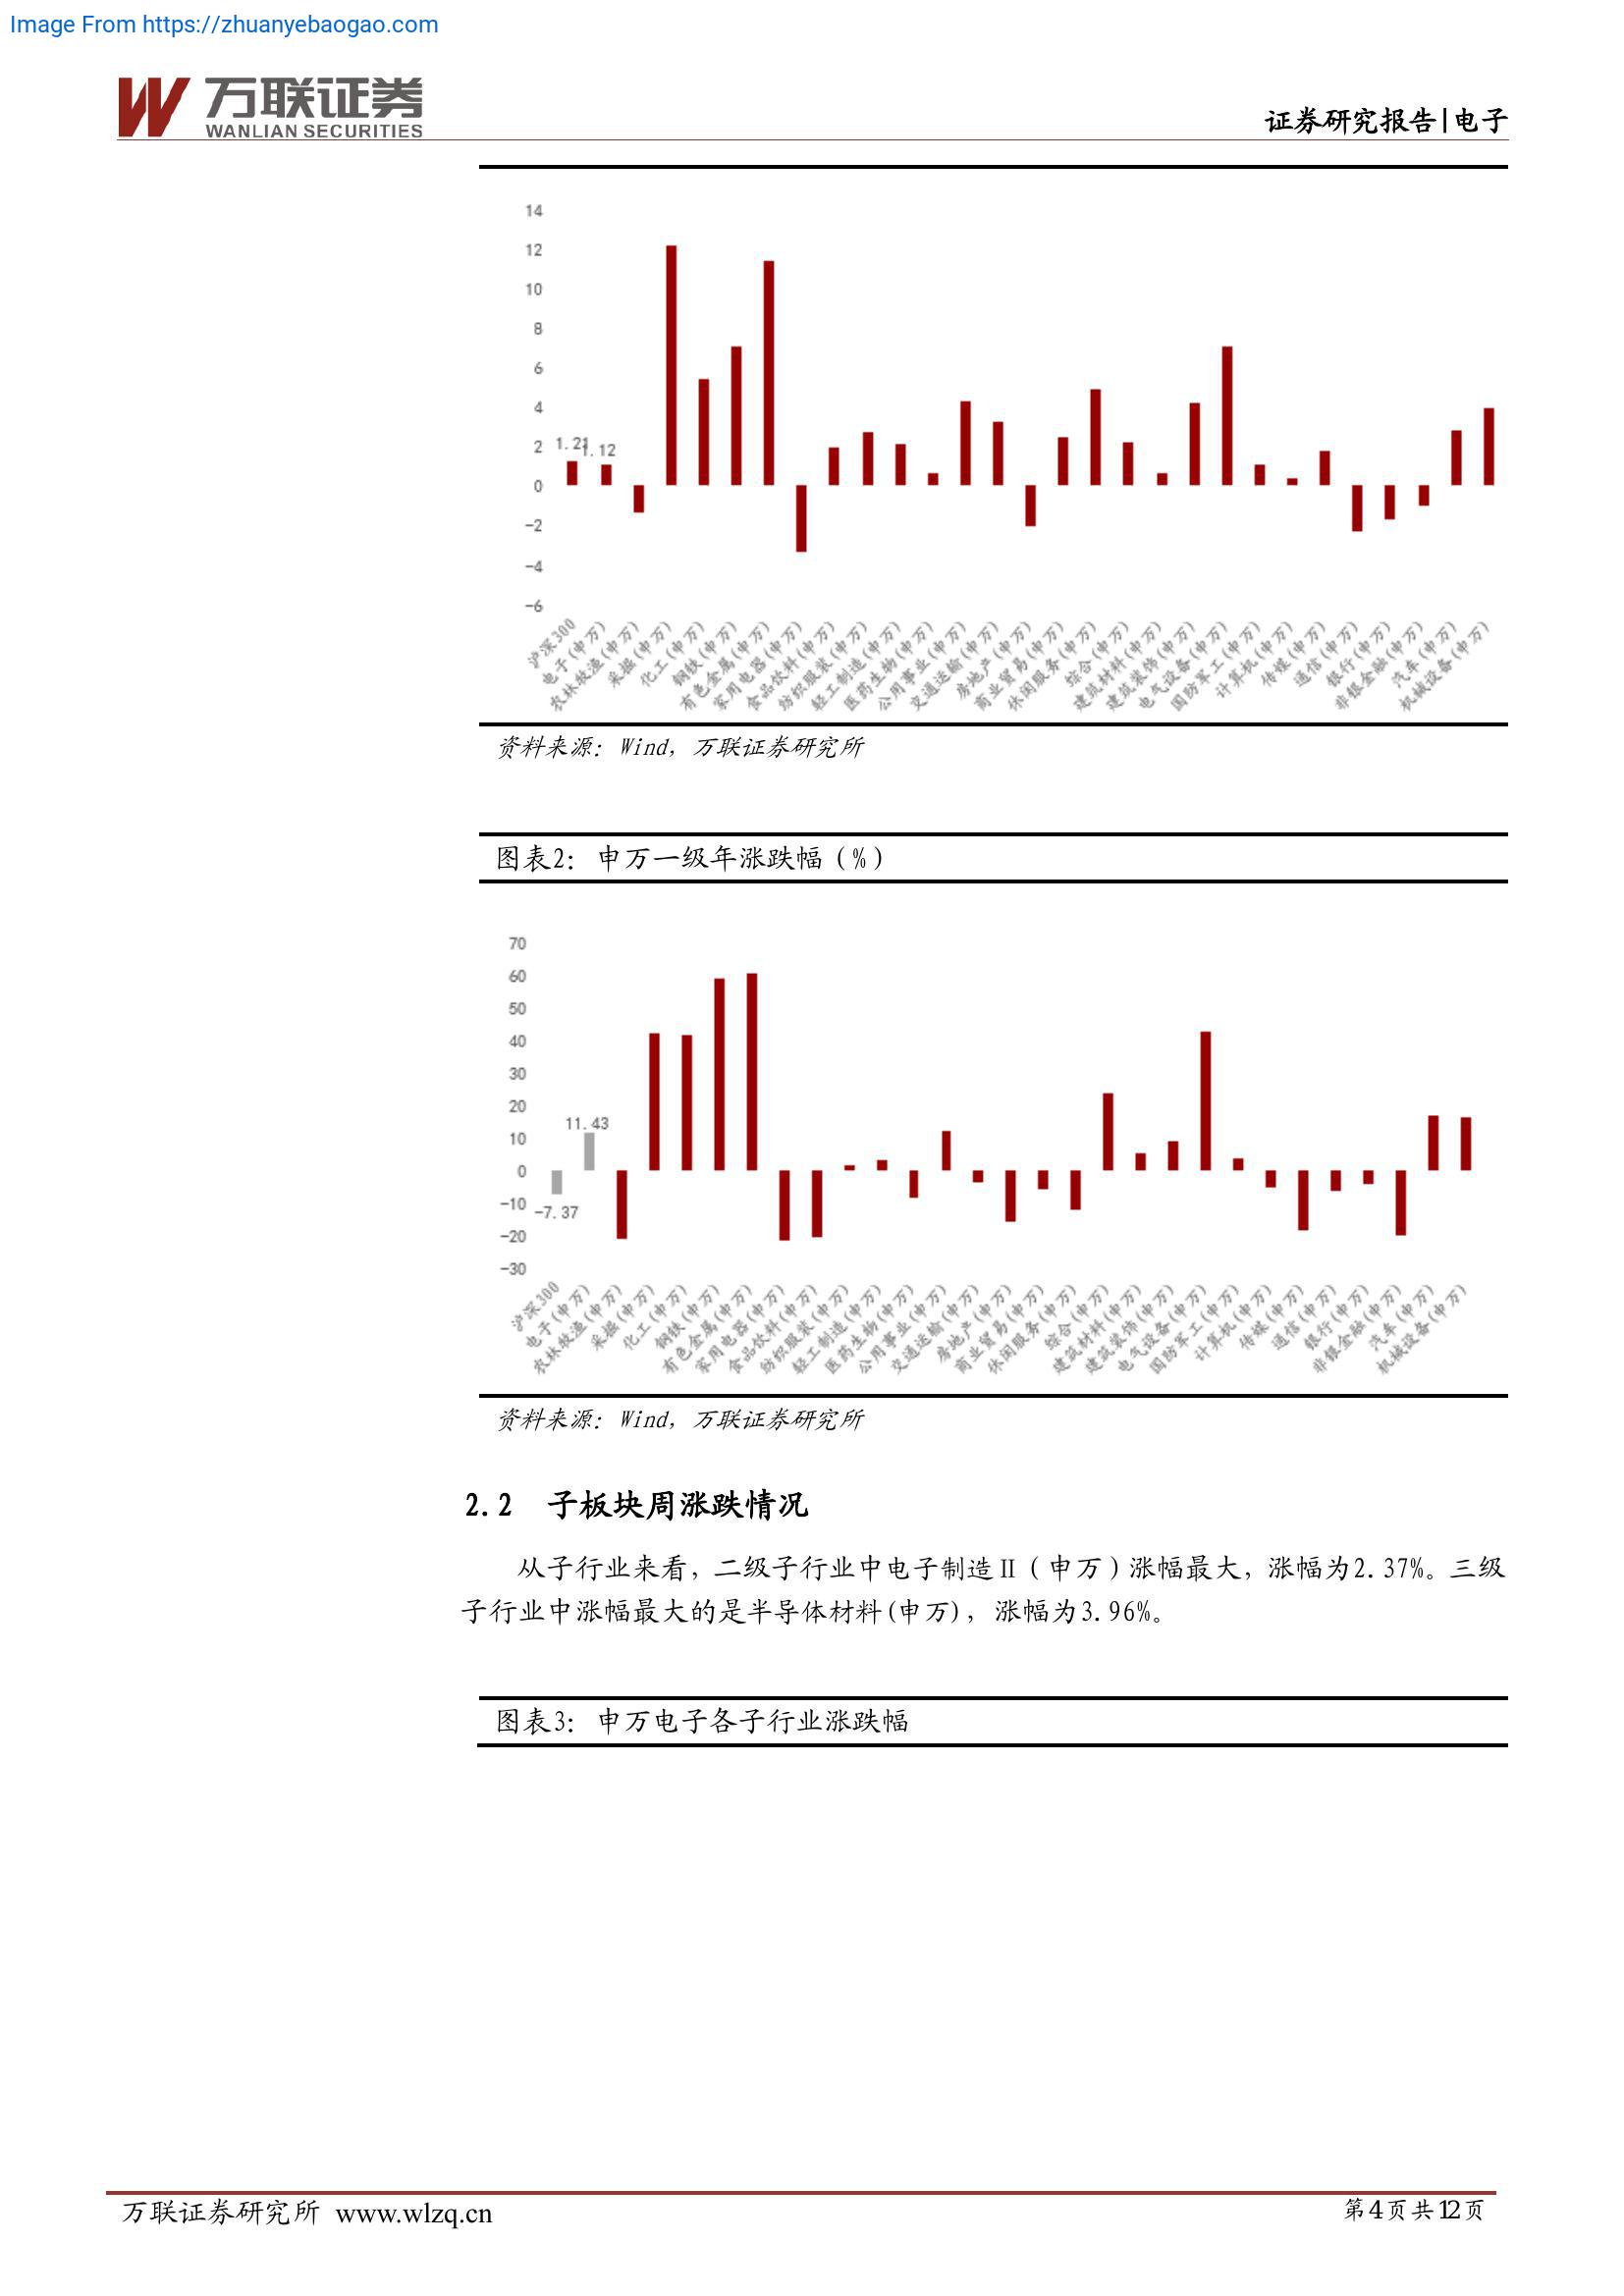 Image From https://zhuanyebaogao.com
万联证券
WANLIAN SECURITIES
证券研究报告|电子
14
12
10
8
6
4
2
0
-2
-4
-6
1.21
1.12
沪深300
电子(申万)
农林牧渔(申万)
采掘(申万)
化工(申万)
钢铁(申万)
有色金属(申万)
家用电器(申万)
食品饮料(申万)
纺织服装(申万)
轻工制造(申万)
医药生物(申万)
公用事业(申万)
交通运输(申万)
房地产(申万)
商业贸易(申万)
休闲服务(申万)
综合(申万)
建筑材料(申万)
建筑装饰(申万)
电气设备(申万)
国防军工(申万)
计算机(申万)
传媒(申万)
通信(申万)
银行(申万)
非银金融(申万)
汽车(申万)
机械设备(申万)
资料来源：Wind，万联证券研究所
图表2：申万一级年涨跌幅（%）
70
60
50
40
30
20
10
0
-10
-20
-30
11.43
-7.37
沪深300
电子(申万)
农林牧渔(申万)
采掘(申万)
化工(申万)
钢铁(申万)
有色金属(申万)
家用电器(申万)
食品饮料(申万)
纺织服装(申万)
轻工制造(申万)
医药生物(申万)
公用事业(申万)
交通运输(申万)
房地产(申万)
商业贸易(申万)
休闲服务(申万)
综合(申万)
建筑材料(申万)
建筑装饰(申万)
电气设备(申万)
国防军工(申万)
计算机(申万)
传媒(申万)
通信(申万)
银行(申万)
非银金融(申万)
汽车(申万)
机械设备(申万)
资料来源：Wind，万联证券研究所
2.2 子板块周涨跌情况
从子行业来看，二级子行业中电子制造Ⅱ（申万）涨幅最大，涨幅为2.37%。三级
子行业中涨幅最大的是半导体材料(申万)，涨幅为3.96%。
图表3：申万电子各子行业涨跌幅
万联证券研究所 www.wlzq.cn
第4页共12页